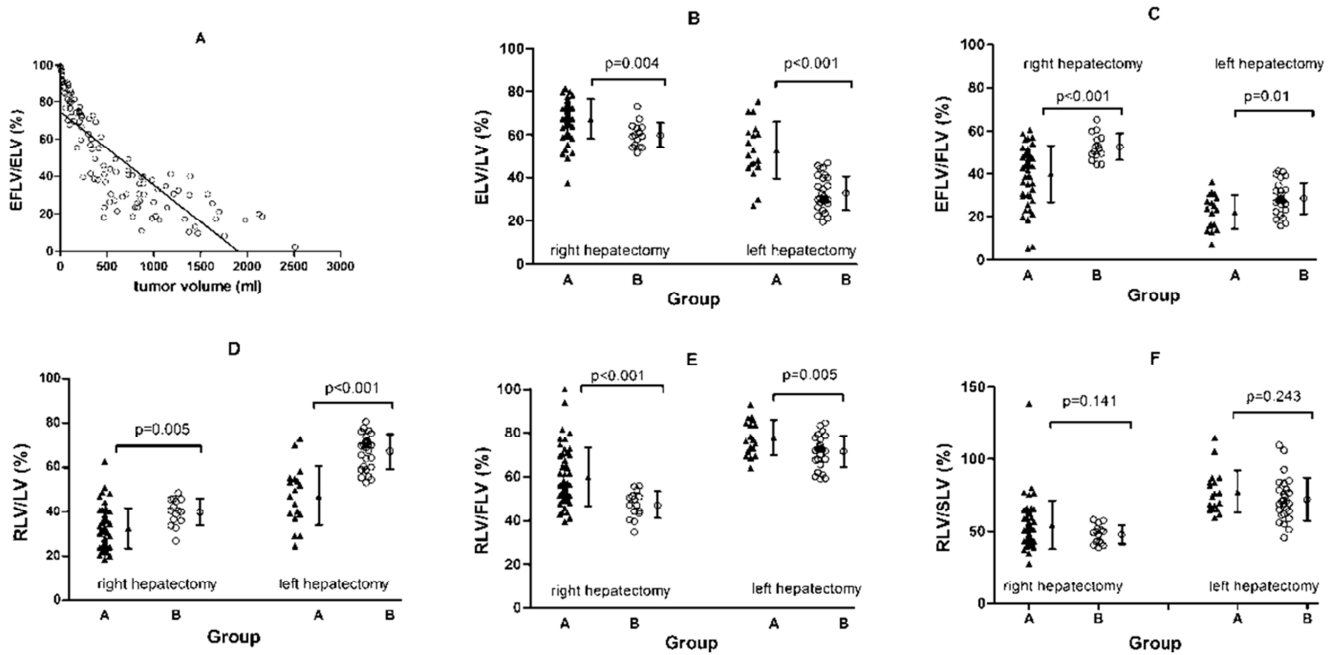 A
EFLV/ELV (%)
100
80
60
40
20
0
0 500 1000 1500 2000 2500 3000
tumor volume (ml)
B
ELV/LV (%)
100
80
60
40
20
0
p=0.004
p<0.001
right hepatectomy
left hepatectomy
A B A B
Group
C
EFLV/FLV (%)
100
80
60
40
20
0
right hepatectomy
left hepatectomy
p<0.001
p=0.01
A B A B
Group
D
RLV/LV (%)
100
80
60
40
20
0
p=0.005
p<0.001
right hepatectomy
left hepatectomy
A B A B
Group
E
RLV/FLV (%)
100
80
60
40
20
0
p<0.001
p=0.005
right hepatectomy
left hepatectomy
A B A B
Group
F
RLV/SLV (%)
150
100
50
0
p=0.141
p=0.243
right hepatectomy
left hepatectomy
A B A B
Group